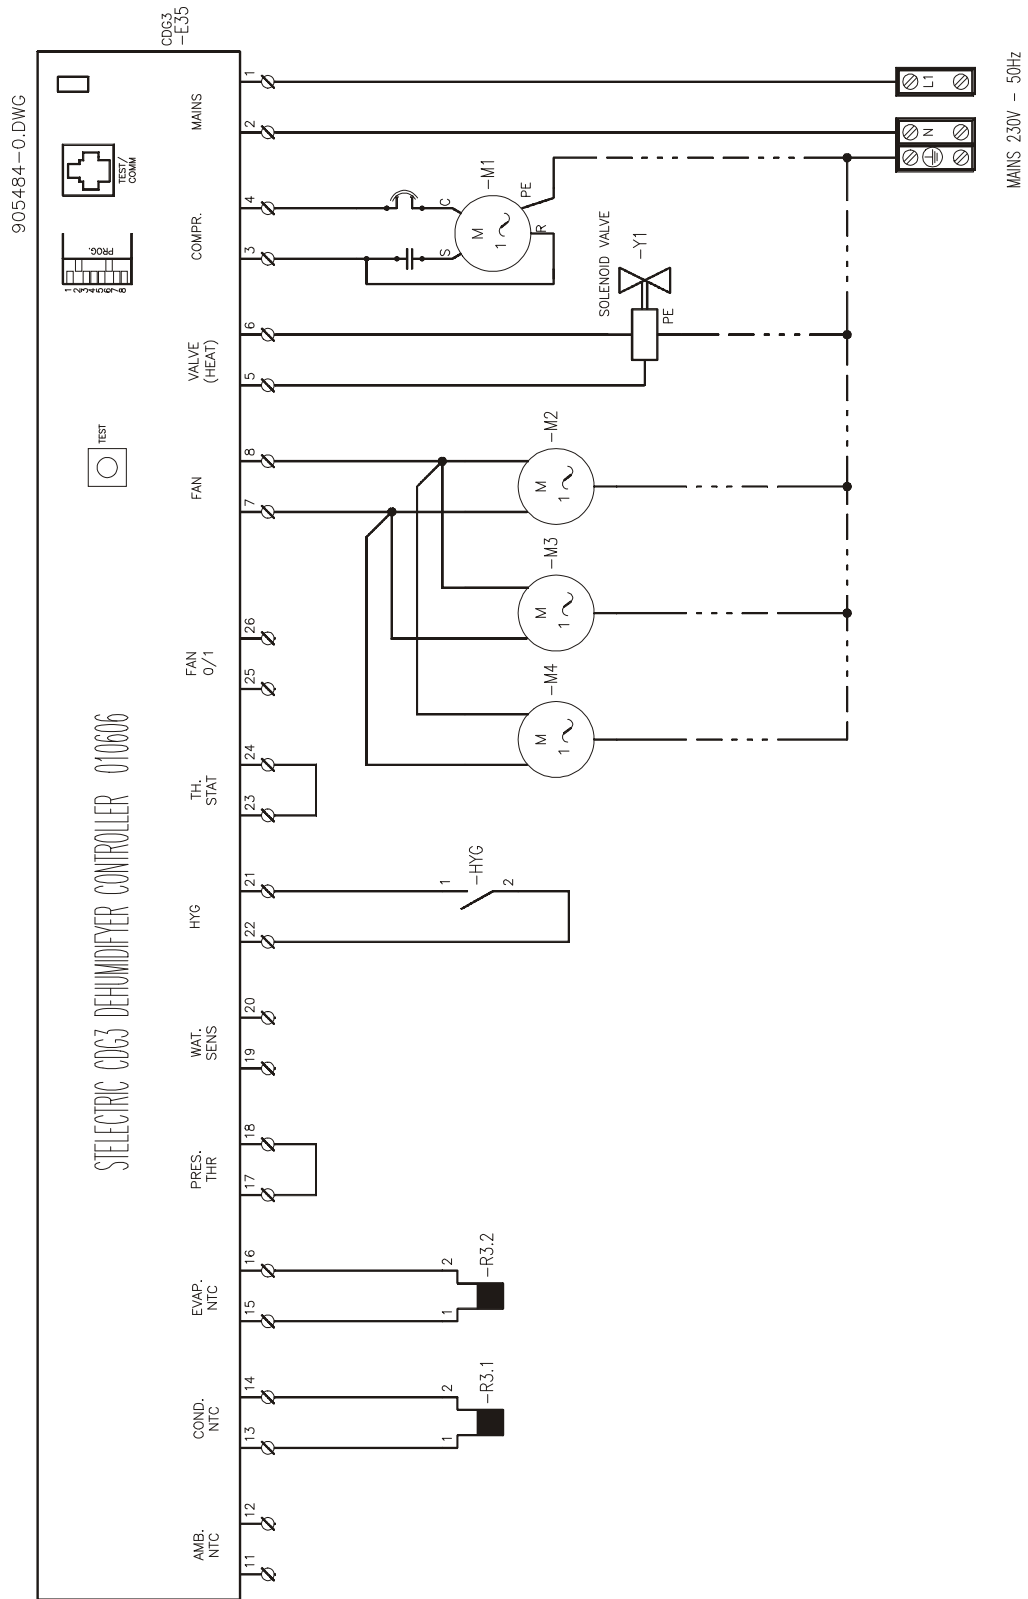 905484-0.DWG
CDG3
-E35
STELECTRIC CDG3 DEHUMIDIFYER CONTROLLER 010606
TEST/
COMM
PROG.
1
2
3
4
5
6
7
8
TEST
MAINS
1
2
COMPR.
4
3
VALVE
(HEAT)
6
5
FAN
8
7
FAN
0/1
26
25
TH.
STAT
24
23
HYG
21
22
WAT.
SENS
20
19
PRES.
THR
18
17
EVAP.
NTC
16
15
COND.
NTC
14
13
AMB.
NTC
12
11
L1
N
MAINS 230V - 50Hz
-M1
M
1
C
S
R
PE
SOLENOID VALVE
-Y1
PE
-M2
M
1
-M3
M
1
-M4
M
1
-HYG
1
2
-R3.2
2
1
-R3.1
2
1